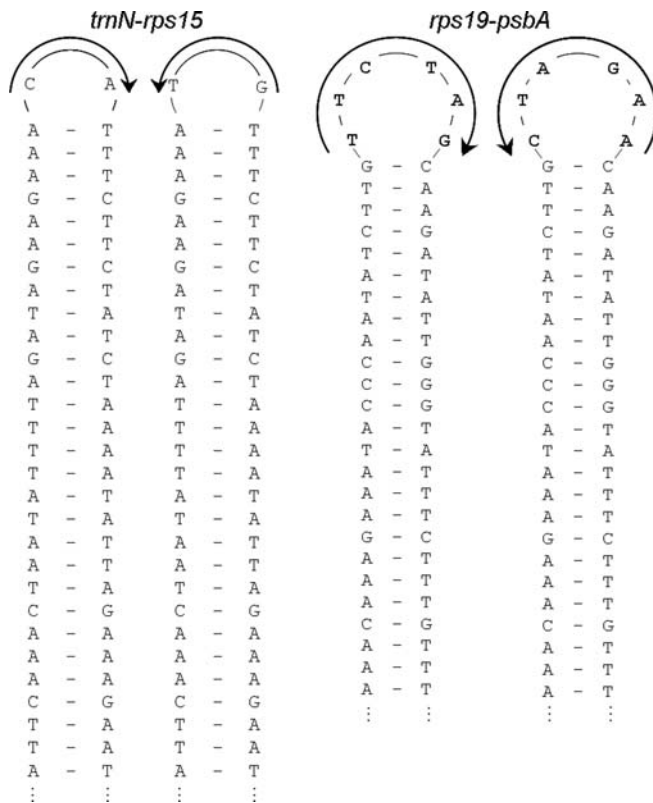 trnN-rps15
C A
A - T
A - T
A - T
G - C
A - T
A - T
G - C
A - T
T - A
A - T
G - C
A - T
T - A
T - A
T - A
T - A
A - T
T - A
A - T
A - T
T - A
C - G
A - T
A - T
A - T
C - G
T - A
T - A
A - T
T G
A - T
A - T
A - T
G - C
A - T
A - T
G - C
A - T
T - A
A - T
G - C
A - T
T - A
T - A
T - A
T - A
A - T
T - A
A - T
A - T
T - A
C - G
A - T
A - T
A - T
C - G
T - A
T - A
A - T
rps19-psbA
T T C T A G
G - C
T - A
T - A
C - G
T - A
A - T
T - A
A - T
A - T
C - G
C - G
C - G
A - T
T - A
A - T
A - T
A - T
G - C
A - T
A - T
A - T
C - G
A - T
A - T
A - T
C T A G A A
G - C
T - A
T - A
C - G
T - A
A - T
T - A
A - T
A - T
C - G
C - G
C - G
A - T
T - A
A - T
A - T
A - T
G - C
A - T
A - T
A - T
C - G
A - T
A - T
A - T